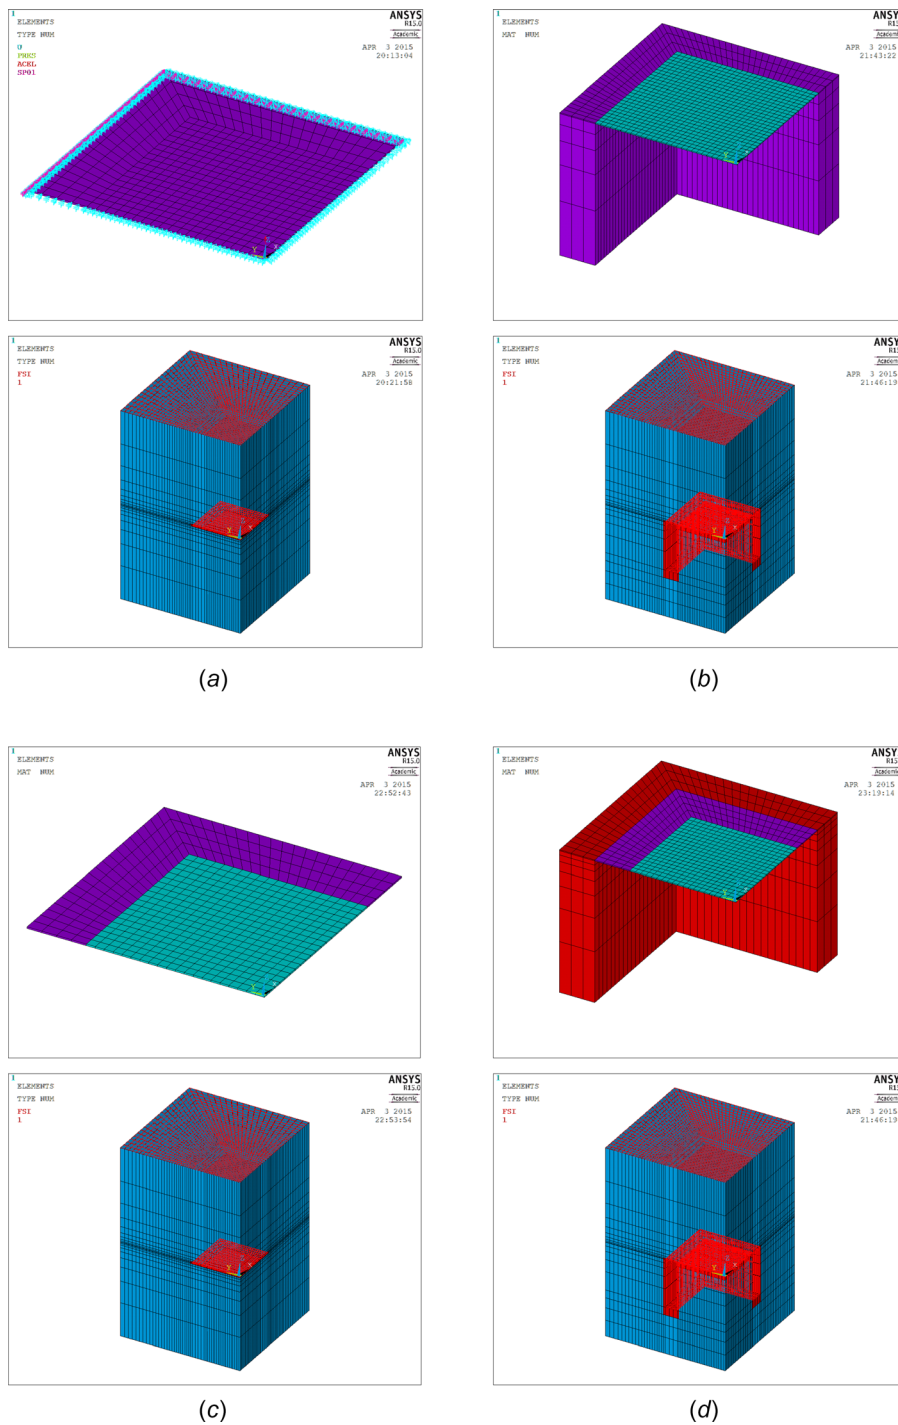 1
ELEMENTS
TYPE NUM
U
PRES
ACEL
SP01
ANSYS
R15.0
Academic
APR 3 2015
20:13:04
Y
Z
X
1
ELEMENTS
MAT NUM
ANSYS
R15
Academic
APR 3 2015
21:43:22
Y
1
ELEMENTS
TYPE NUM
FSI
1
ANSYS
R15.0
Academic
APR 3 2015
20:21:58
Y
Z
X
1
ELEMENTS
TYPE NUM
FSI
1
ANSYS
R15
Academic
APR 3 2015
21:46:19
Y
Z
X
(a)
(b)
1
ELEMENTS
MAT NUM
ANSYS
R15.0
Academic
APR 3 2015
22:52:43
Y
1
ELEMENTS
MAT NUM
ANSYS
R15
Academic
APR 3 2015
23:19:14
Y
1
ELEMENTS
TYPE NUM
FSI
1
ANSYS
R15.0
Academic
APR 3 2015
22:53:54
Y
Z
X
1
ELEMENTS
TYPE NUM
FSI
1
ANSYS
R15
Academic
APR 3 2015
21:46:19
Y
Z
X
(c)
(d)